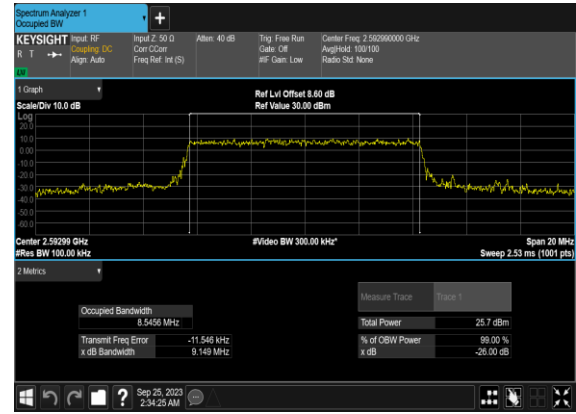 Spectrum Analyzer 1
Occupied BW
KEYSIGHT Input: RF Input Z: 50 Ω Atten: 40 dB Trig: Free Run Center Freq: 2.592990000 GHz
R T Coupling: DC Corr CCorr Gate: Off Avg|Hold: 100/100
Align: Auto Freq Ref: Int (S) #IF Gain: Low Radio Std: None
LW
1 Graph
Ref Lvl Offset 8.60 dB
Scale/Div 10.0 dB Ref Value 30.00 dBm
Log
20.0
10.0
0.00
-10.0
-20.0
-30.0
-40.0
-50.0
-60.0
Center 2.59299 GHz #Video BW 300.00 kHz* Span 20 MHz
#Res BW 100.00 kHz Sweep 2.53 ms (1001 pts)
2 Metrics
Measure Trace Trace 1
Occupied Bandwidth
8.5456 MHz Total Power 25.7 dBm
Transmit Freq Error -11.546 kHz % of OBW Power 99.00 %
x dB Bandwidth 9.149 MHz x dB -26.00 dB
Sep 25, 2023
2:34:25 AM